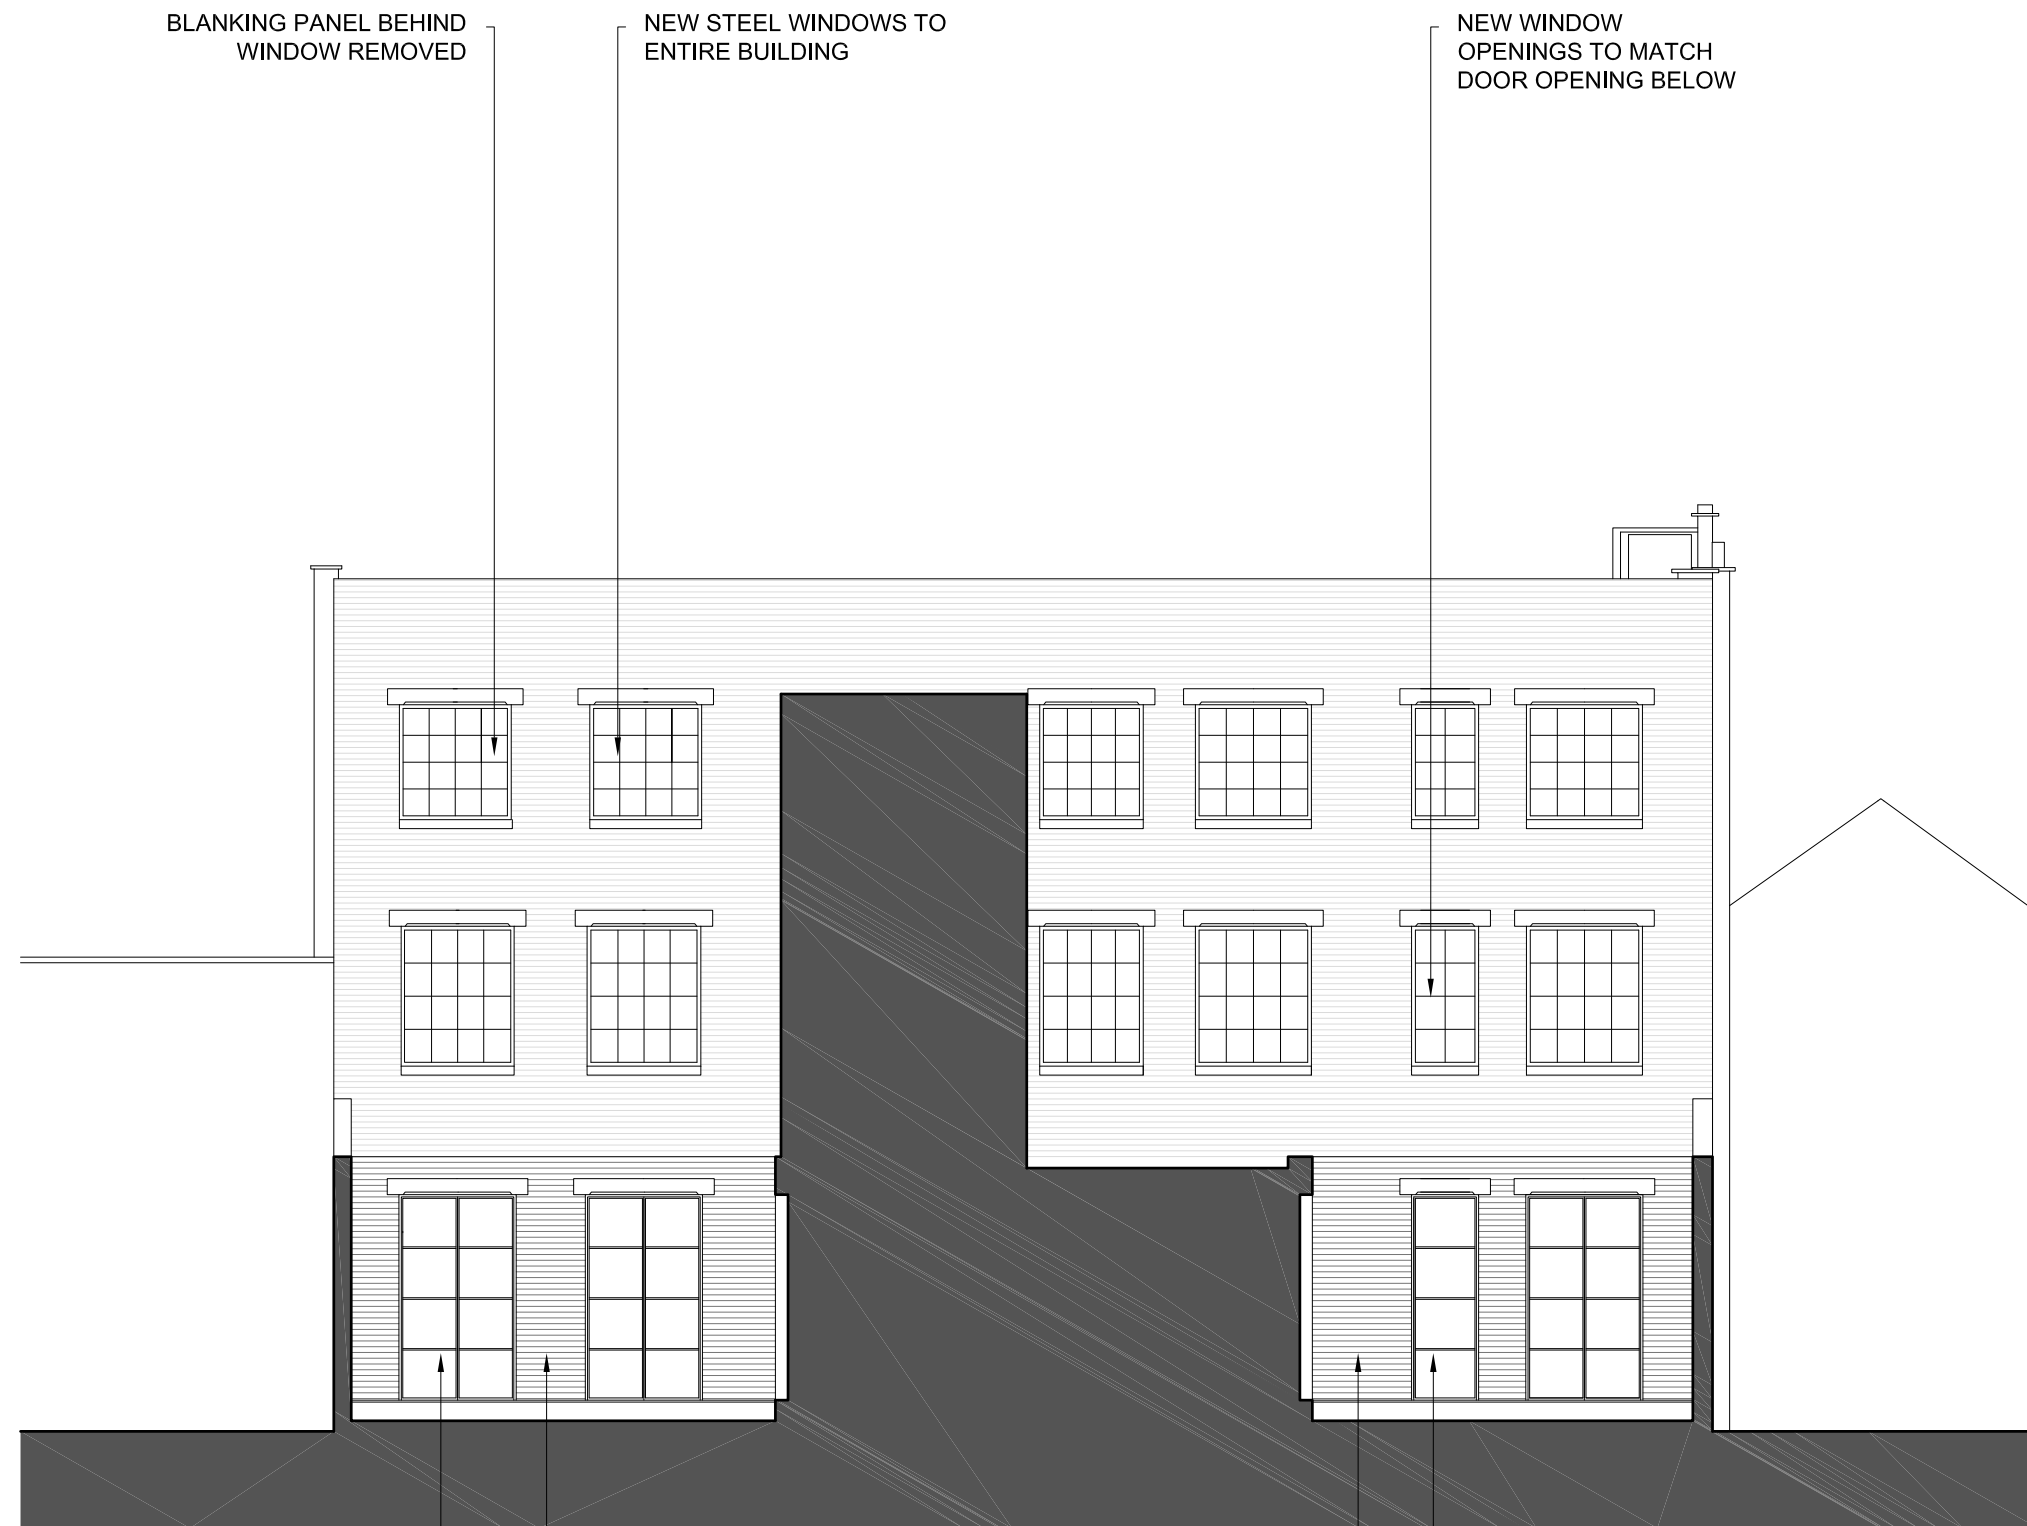 BLANKING PANEL BEHIND
WINDOW REMOVED
NEW STEEL WINDOWS TO
ENTIRE BUILDING
NEW WINDOW
OPENINGS TO MATCH
DOOR OPENING BELOW